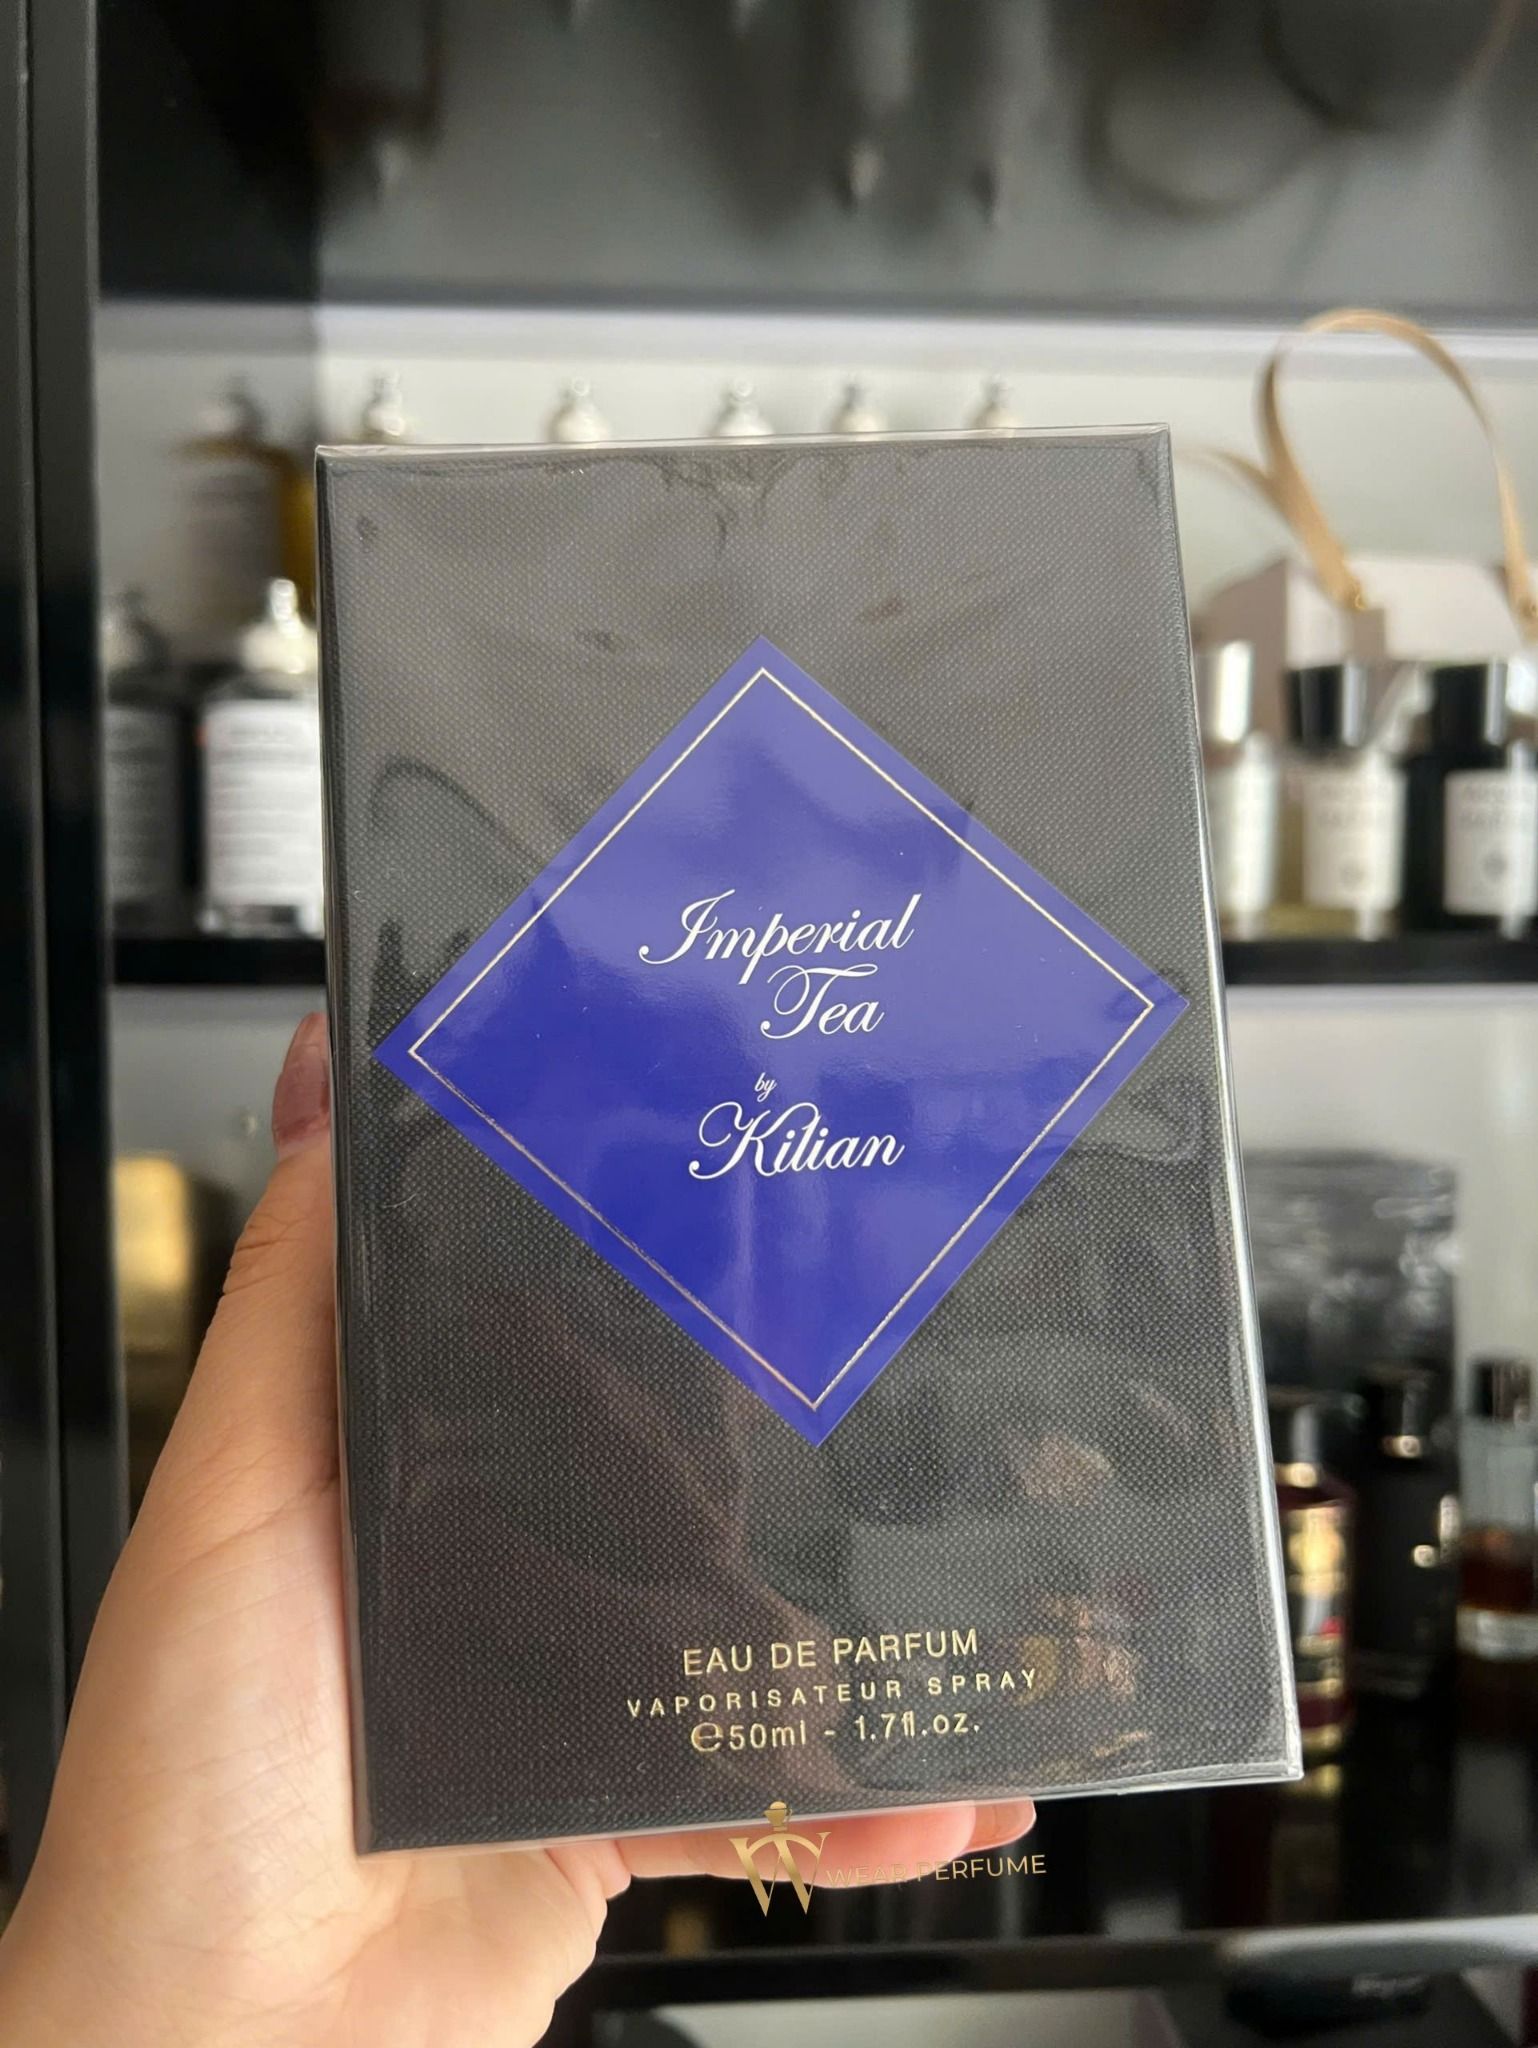 Imperial
Tea
by
Kilian
EAU DE PARFUM
VAPORISATEUR SPRAY
℮50ml - 1.7fl.oz.
WEAR PERFUME